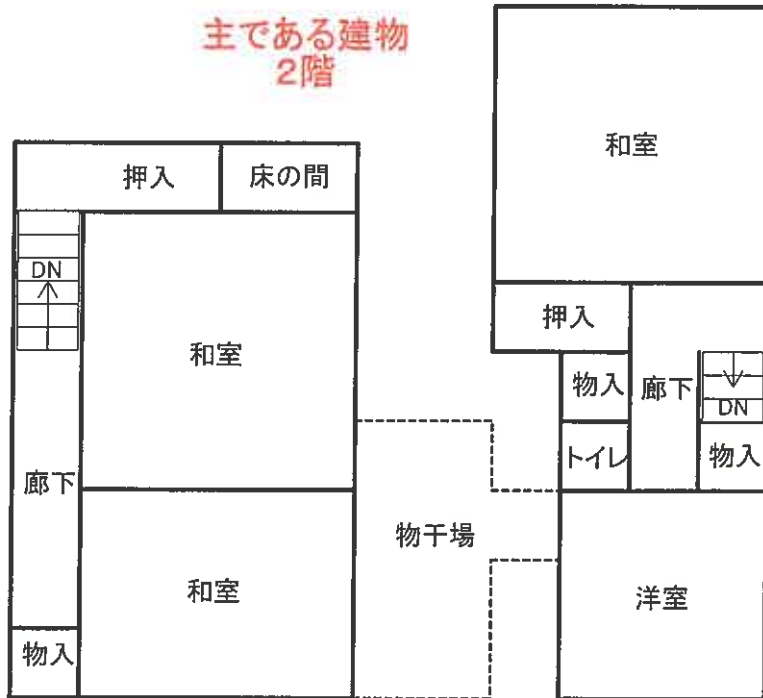 主である建物
2階
和室
押入
床の間
DN
和室
押入
物入
廊下
DN
トイレ
物入
廊下
物干場
和室
洋室
物入